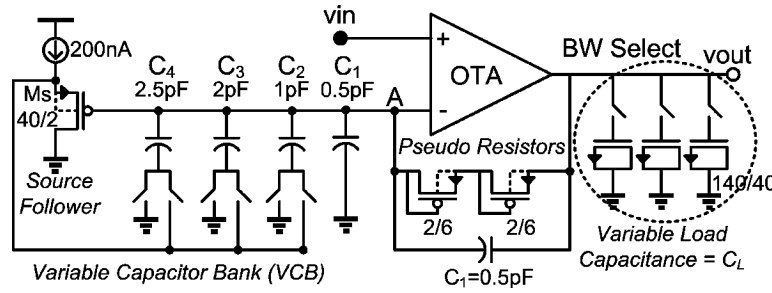 vin
200nA
BW Select
vout
C4
C3
C2
C1
2.5pF
2pF
1pF
0.5pF
A
+
-
OTA
Ms
40/2
Pseudo Resistors
Source
Follower
2/6
2/6
140/40
Variable Load
Capacitance = CL
C1=0.5pF
Variable Capacitor Bank (VCB)